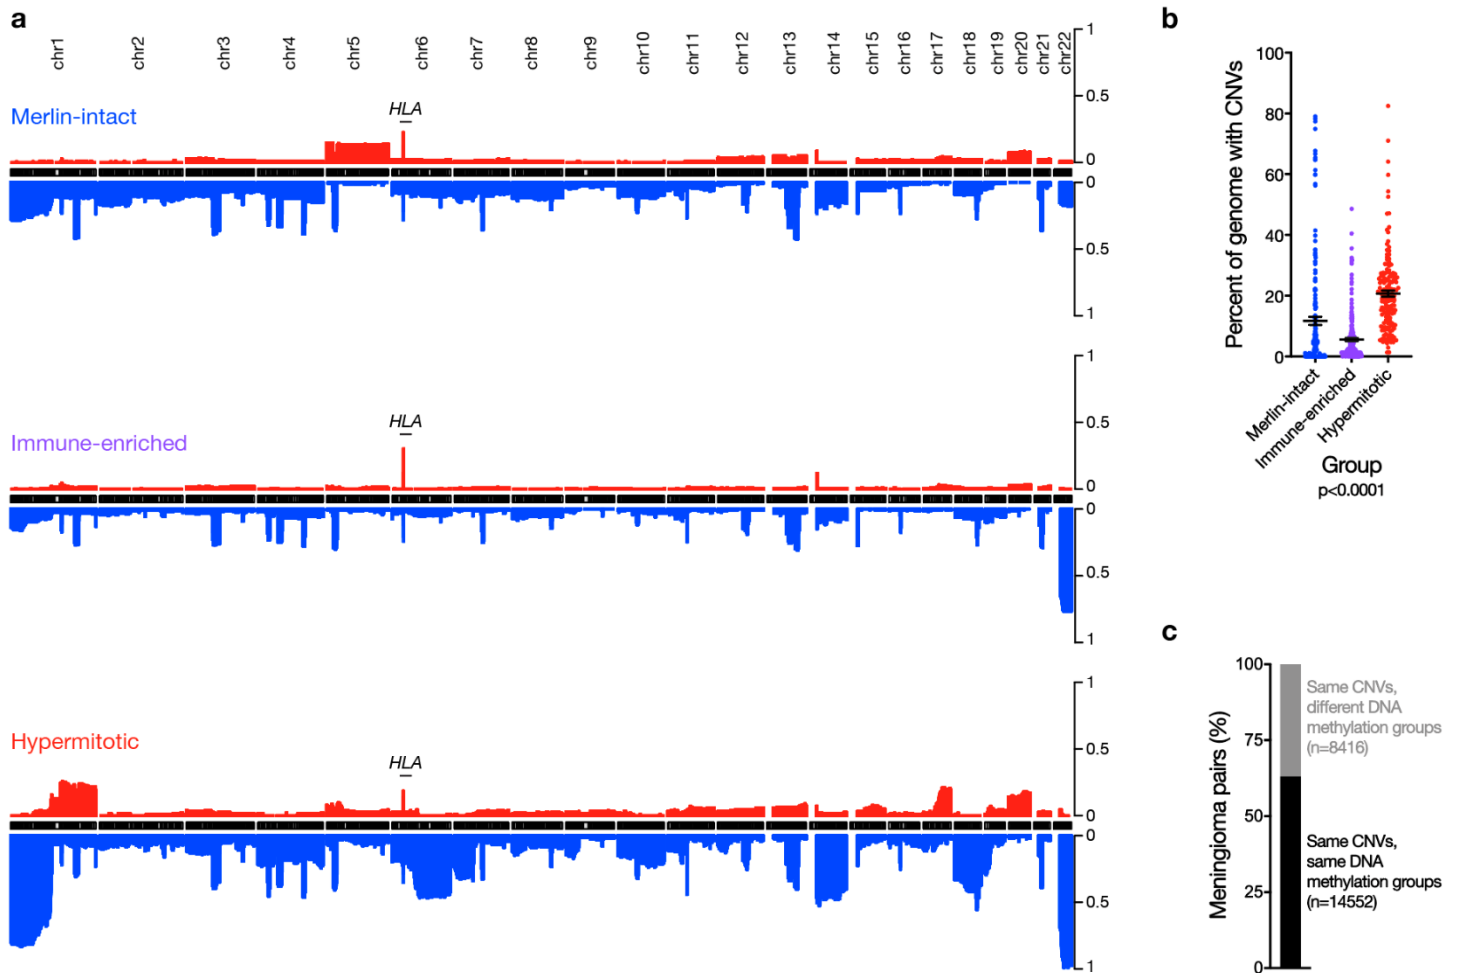 a
chr1 chr2 chr3 chr4 chr5 chr6 chr7 chr8 chr9 chr10 chr11 chr12 chr13 chr14 chr15 chr16 chr17 chr18 chr19 chr20 chr21 chr22
1
0.5
0
0
0.5
1
Merlin-intact
HLA
1
0.5
0
0
0.5
1
Immune-enriched
HLA
1
0.5
0
0
0.5
1
Hypermitotic
HLA
b
Percent of genome with CNVs
100
80
60
40
20
0
Merlin-intact
Immune-enriched
Hypermitotic
Group
p<0.0001
c
Meningioma pairs (%)
100
75
50
25
0
Same CNVs,
different DNA
methylation groups
(n=8416)
Same CNVs,
same DNA
methylation groups
(n=14552)